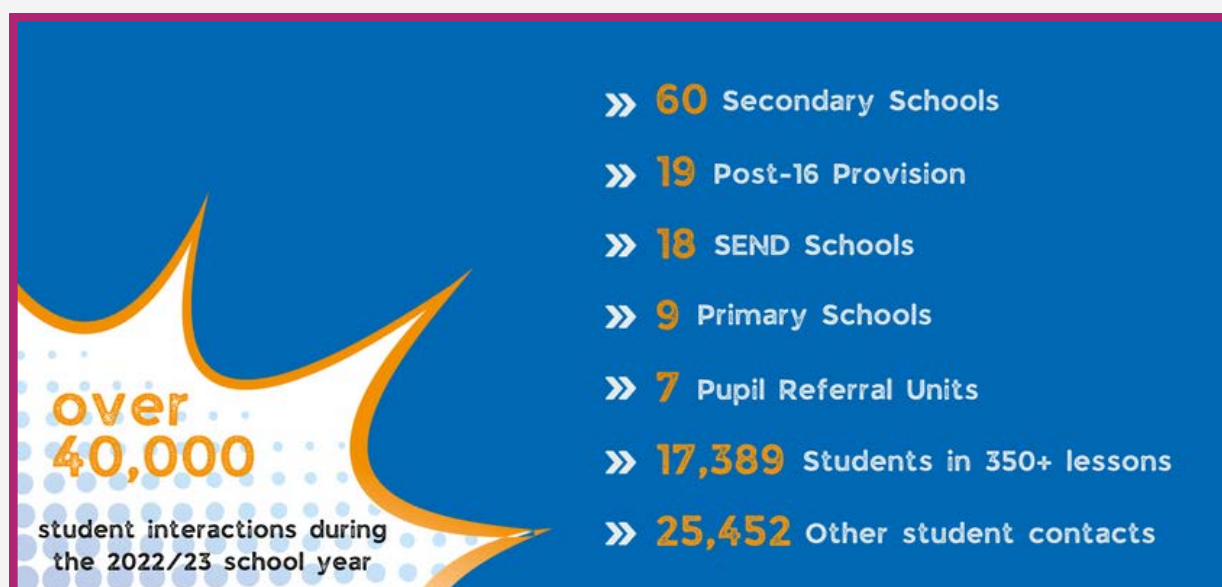 60 Secondary Schools
19 Post-16 Provision
18 SEND Schools
9 Primary Schools
7 Pupil Referral Units
17,389 Students in 350+ lessons
25,452 Other student contacts
over
40,000
student interactions during
the 2022/23 school year